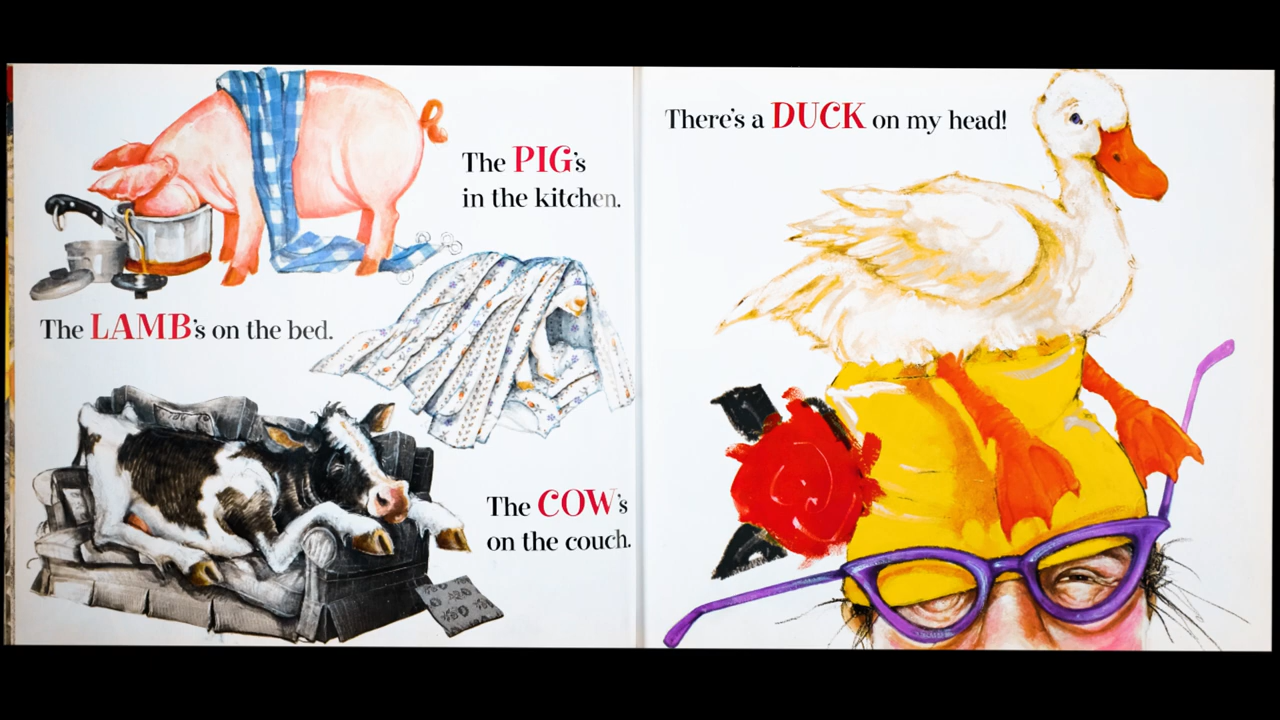 The PIG's
in the kitchen.
The LAMB's on the bed.
The COW's
on the couch.
There's a DUCK on my head!